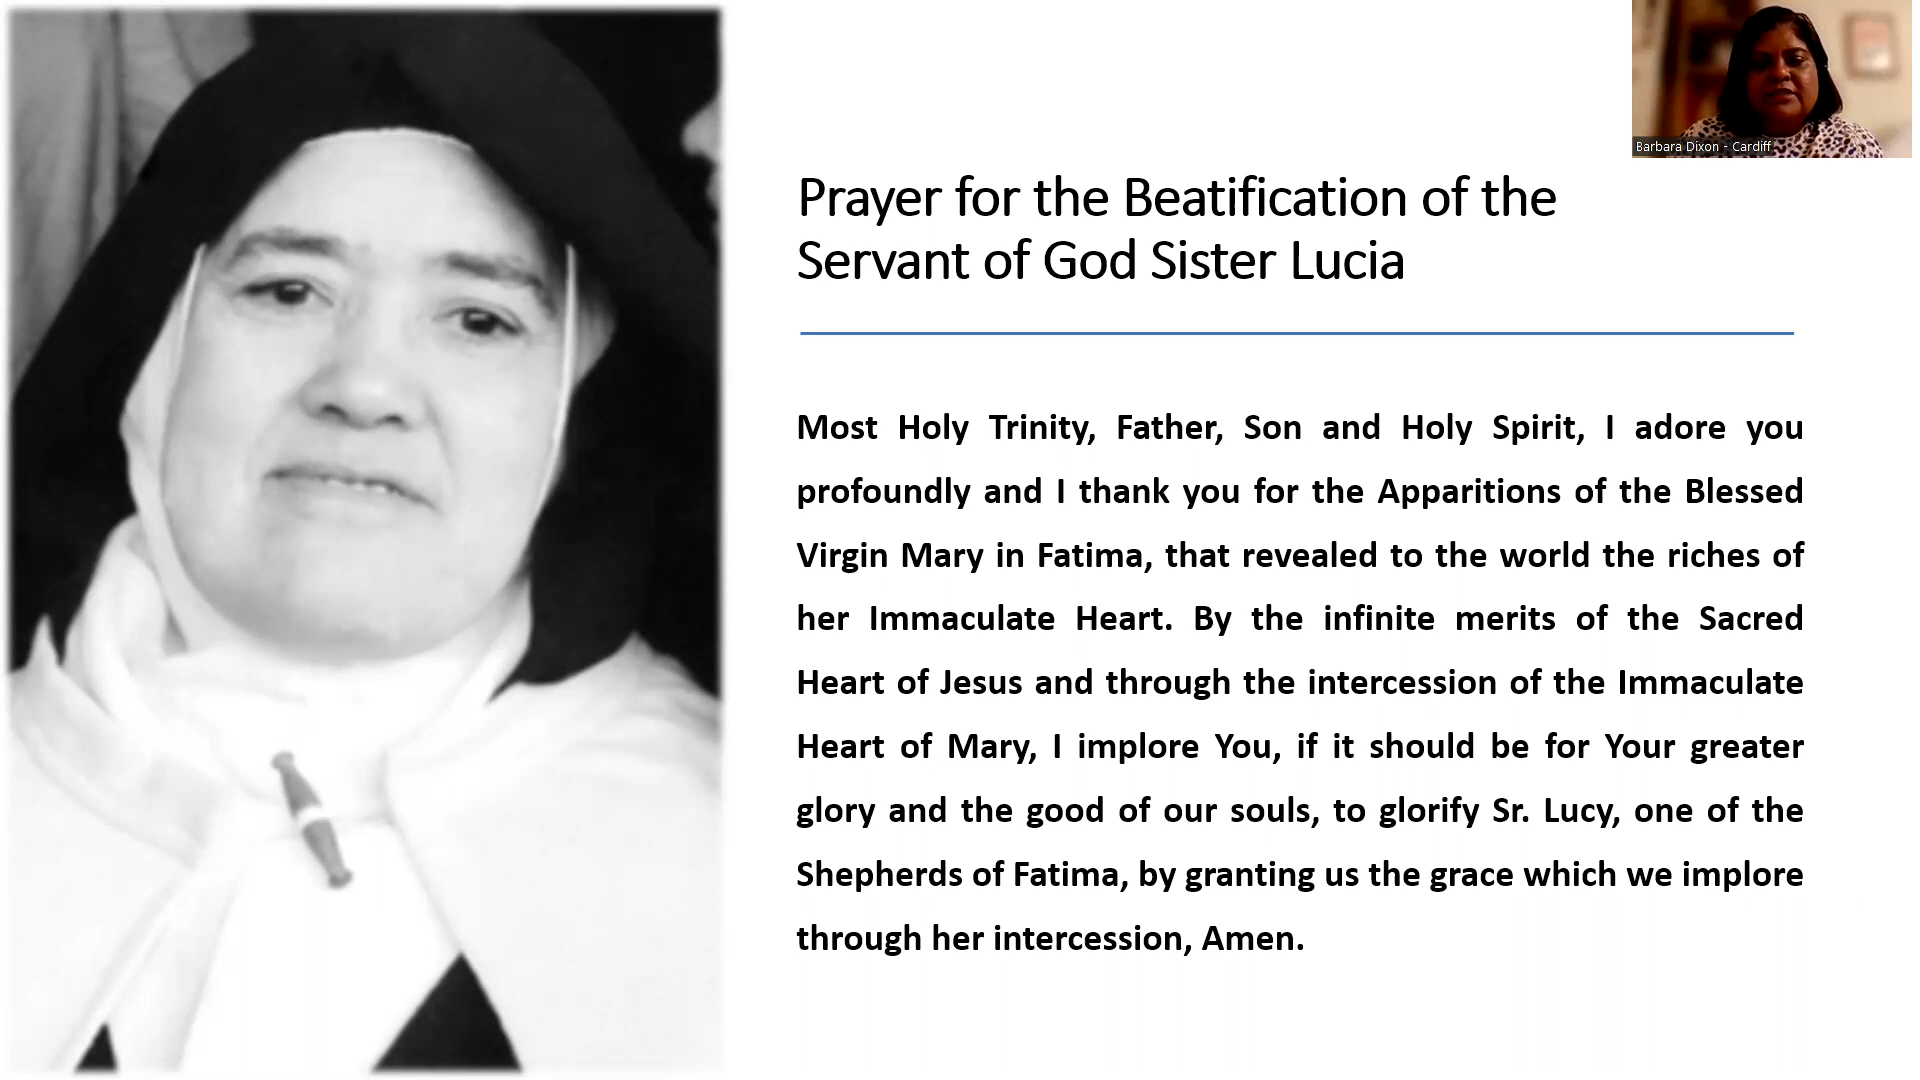 Barbara Dixon - Cardiff
Prayer for the Beatification of the
Servant of God Sister Lucia
Most Holy Trinity, Father, Son and Holy Spirit, I adore you
profoundly and I thank you for the Apparitions of the Blessed
Virgin Mary in Fatima, that revealed to the world the riches of
her Immaculate Heart. By the infinite merits of the Sacred
Heart of Jesus and through the intercession of the Immaculate
Heart of Mary, I implore You, if it should be for Your greater
glory and the good of our souls, to glorify Sr. Lucy, one of the
Shepherds of Fatima, by granting us the grace which we implore
through her intercession, Amen.